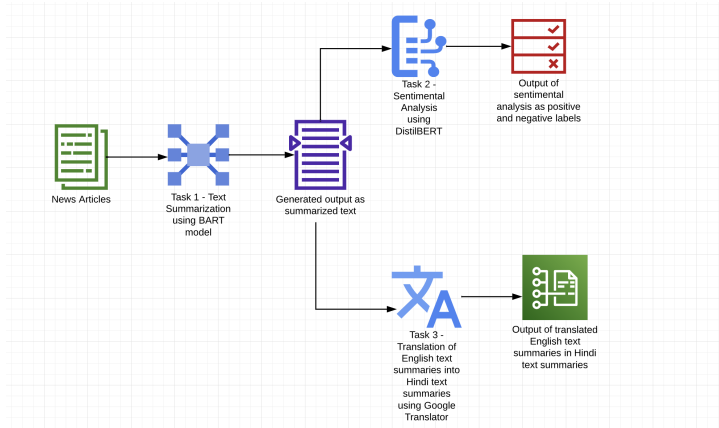 Task 2 -
Sentimental
Analysis
using
DistilBERT
Output of
sentimental
analysis as positive
and negative labels
News Articles
Task 1 - Text
Summarization
using BART
model
Generated output as
summarized text
Task 3 -
Translation of
English text
summaries into
Hindi text
summaries
using Google
Translator
Output of translated
English text
summaries in Hindi
text summaries